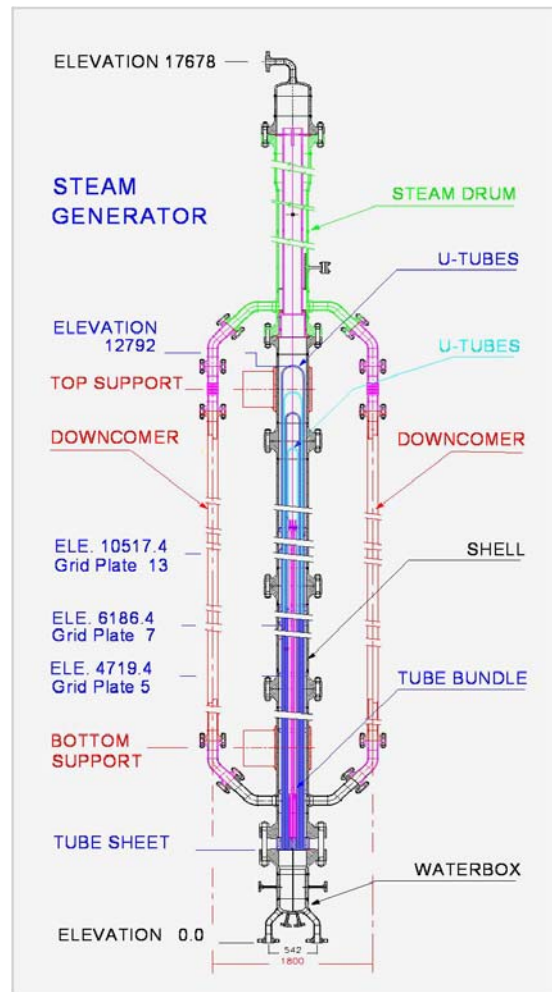 ELEVATION 17678
STEAM
GENERATOR
STEAM DRUM
U-TUBES
ELEVATION
12792
U-TUBES
TOP SUPPORT
DOWNCOMER
DOWNCOMER
ELE. 10517.4
Grid Plate 13
SHELL
ELE. 6186.4
Grid Plate 7
ELE. 4719.4
Grid Plate 5
TUBE BUNDLE
BOTTOM
SUPPORT
TUBE SHEET
WATERBOX
ELEVATION 0.0
542
1800